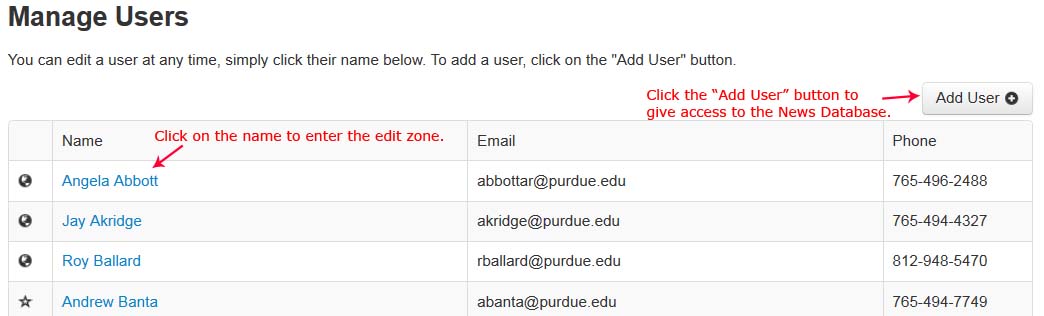 Manage Users
You can edit a user at any time, simply click their name below. To add a user, click on the "Add User" button.
Click the “Add User” button to
give access to the News Database.
Add User
Name Email Phone
Click on the name to enter the edit zone.
Angela Abbott abbottar@purdue.edu 765-496-2488
Jay Akridge akridge@purdue.edu 765-494-4327
Roy Ballard rballard@purdue.edu 812-948-5470
Andrew Banta abanta@purdue.edu 765-494-7749